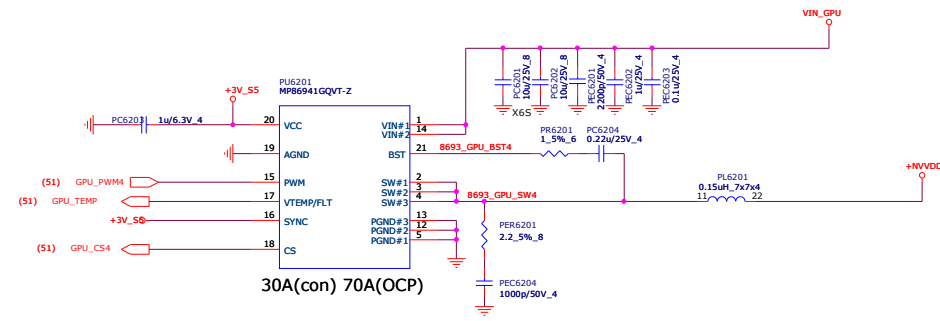 VIN_GPU
PU6201
MP86941GQVT-Z
+3V_S5
PC6203
1u/6.3V_4
20
VCC
19
AGND
15
PWM
17
VTEMP/FLT
16
SYNC
18
CS
(51)
GPU_PWM4
(51)
GPU_TEMP
+3V_S5
(51)
GPU_CS4
VIN#1
1
VIN#2
14
BST
21
SW#1
2
SW#2
3
SW#3
4
PGND#3
13
PGND#2
12
PGND#1
5
PC6201
10u/25V_8
PC6202
10u/25V_8
PEC6201
2200p/50V_4
PEC6202
1u/25V_4
PEC6203
0.1u/25V_4
X6S
8693_GPU_BST4
PR6201
1_5%_6
PC6204
0.22u/25V_4
8693_GPU_SW4
PL6201
0.15uH_7x7x4
11
22
+NVVDD
PER6201
2.2_5%_8
PEC6204
1000p/50V_4
30A(con) 70A(OCP)